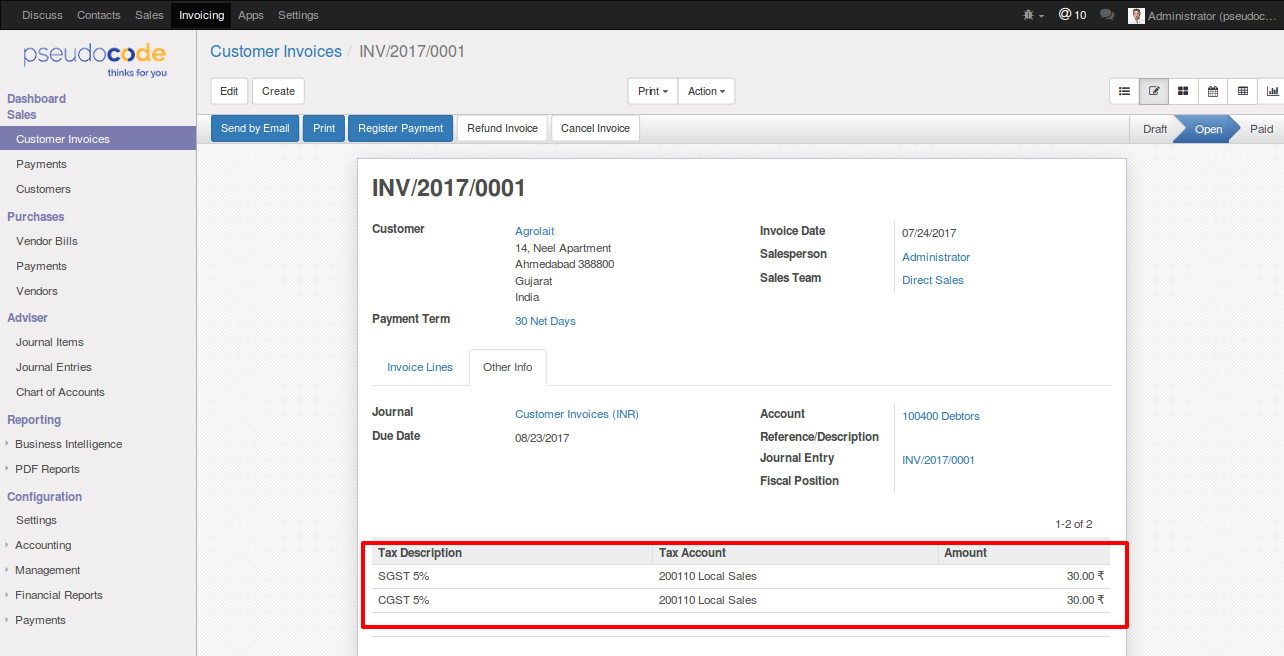 Discuss Contacts Sales Invoicing Apps Settings @ 10 Administrator (pseudoc...
pseudocode
thinks for you
Dashboard
Sales
Customer Invoices
Payments
Customers
Purchases
Vendor Bills
Payments
Vendors
Adviser
Journal Items
Journal Entries
Chart of Accounts
Reporting
Business Intelligence
PDF Reports
Configuration
Settings
Accounting
Management
Financial Reports
Payments
Customer Invoices / INV/2017/0001
Edit Create Print Action
Send by Email Print Register Payment Refund Invoice Cancel Invoice Draft Open Paid
INV/2017/0001
Customer Agrolait
14, Neel Apartment
Ahmedabad 388800
Gujarat
India
Payment Term 30 Net Days
Invoice Date 07/24/2017
Salesperson Administrator
Sales Team Direct Sales
Invoice Lines Other Info
Journal Customer Invoices (INR)
Due Date 08/23/2017
Account 100400 Debtors
Reference/Description
Journal Entry INV/2017/0001
Fiscal Position
1-2 of 2
Tax Description Tax Account Amount
SGST 5% 200110 Local Sales 30.00 ₹
CGST 5% 200110 Local Sales 30.00 ₹